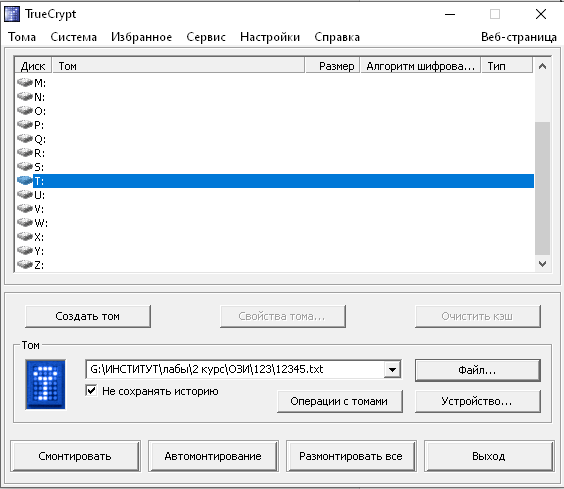 TrueCrypt
Тома Система Избранное Сервис Настройки Справка Веб-страница
Диск Том Размер Алгоритм шифрова... Тип
M:
N:
O:
P:
Q:
R:
S:
T:
U:
V:
W:
X:
Y:
Z:
Создать том Свойства тома... Очистить кэш
Том
G:\ИНСТИТУТ\лабы\2 курс\ОЗИ\123\12345.txt Файл...
Не сохранять историю
Операции с томами Устройство...
Смонтировать Автомонтирование Размонтировать все Выход